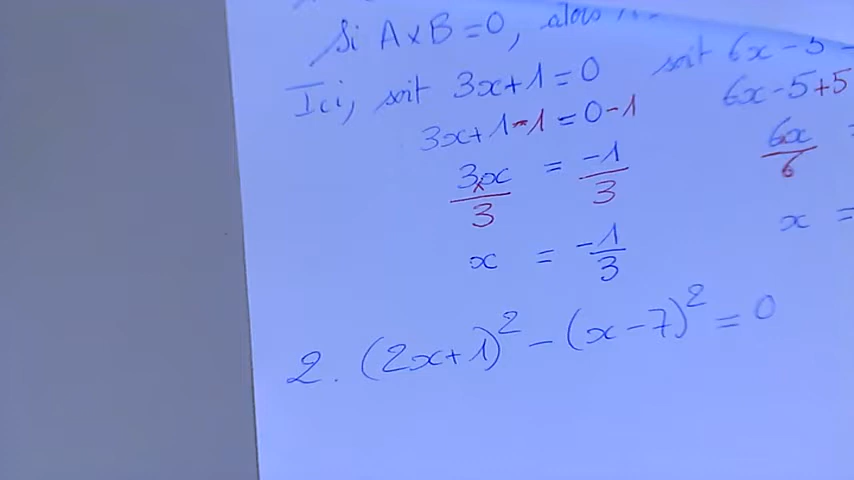 Si A×B=0, alors
Ici, soit 3x+1=0 soit 6x-5
3x+1-1=0-1 6x-5+5
3×x/3 = -1/3 6x/6 =
x = -1/3 x =
2. (2x+1)²-(x-7)²=0